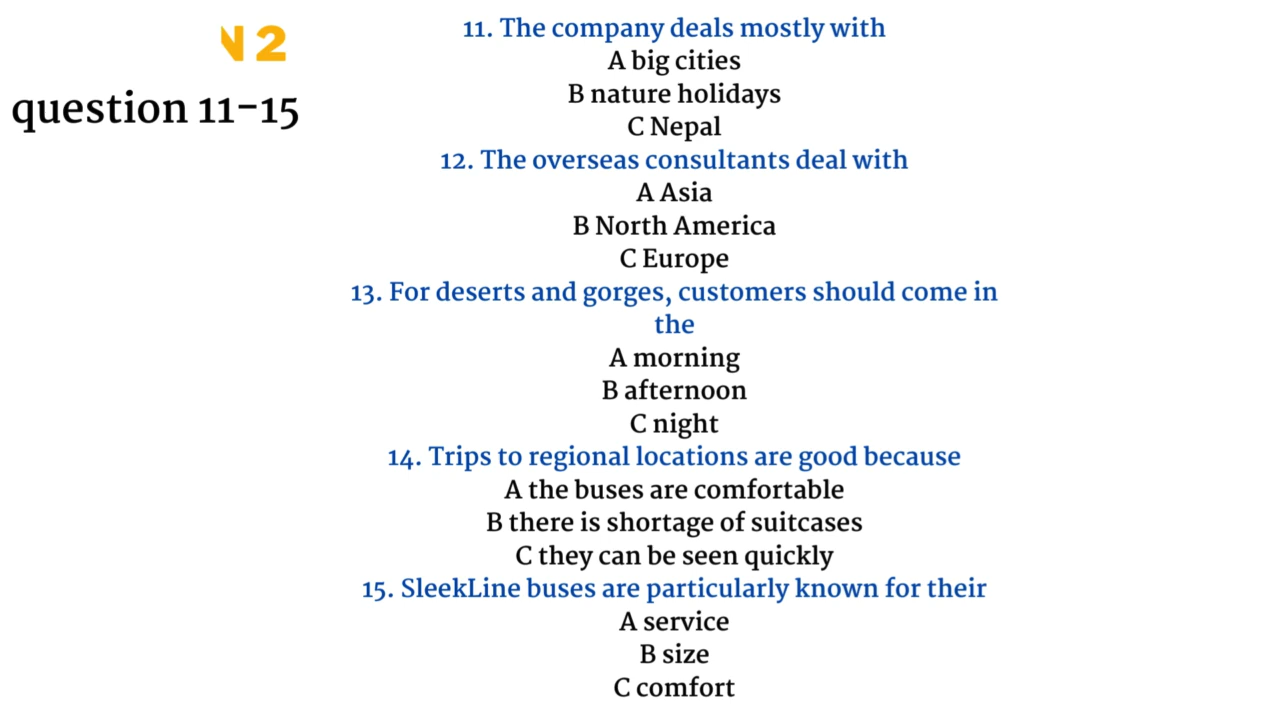 N 2
question 11-15
11. The company deals mostly with
A big cities
B nature holidays
C Nepal
12. The overseas consultants deal with
A Asia
B North America
C Europe
13. For deserts and gorges, customers should come in
the
A morning
B afternoon
C night
14. Trips to regional locations are good because
A the buses are comfortable
B there is shortage of suitcases
C they can be seen quickly
15. SleekLine buses are particularly known for their
A service
B size
C comfort